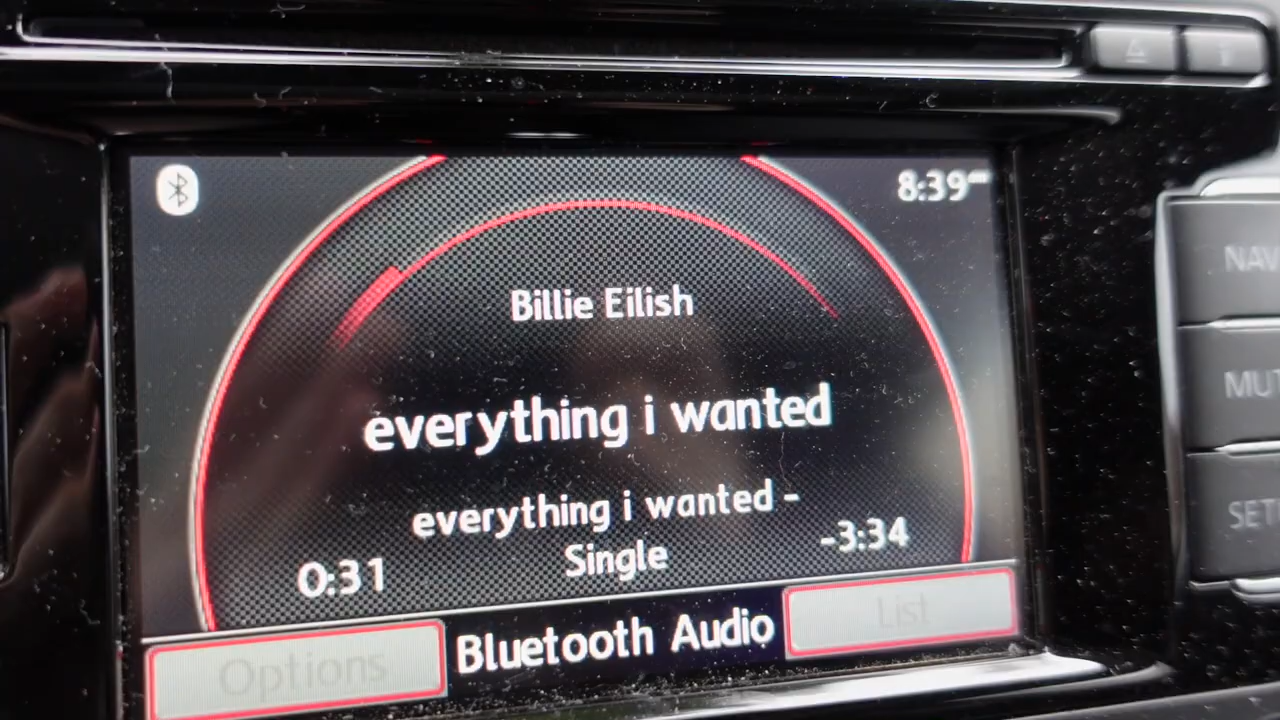 8:39
Billie Eilish
everything i wanted
everything i wanted -
Single
0:31
-3:34
Options
Bluetooth Audio
List
NAV
MUT
SET